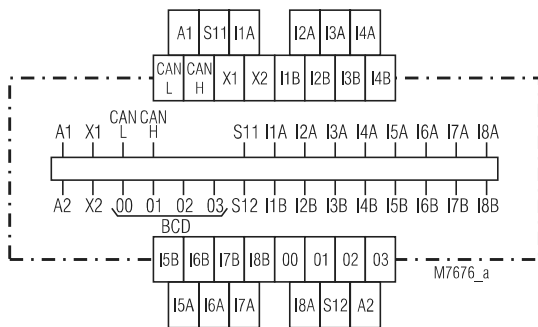 A1 S11 I1A I2A I3A I4A
CAN L CAN H X1 X2 I1B I2B I3B I4B
A1 X1 CAN L CAN H S11 I1A I2A I3A I4A I5A I6A I7A I8A
A2 X2 00 01 02 03 S12 I1B I2B I3B I4B I5B I6B I7B I8B
BCD
I5B I6B I7B I8B 00 01 02 03
M7676_a
I5A I6A I7A I8A S12 A2